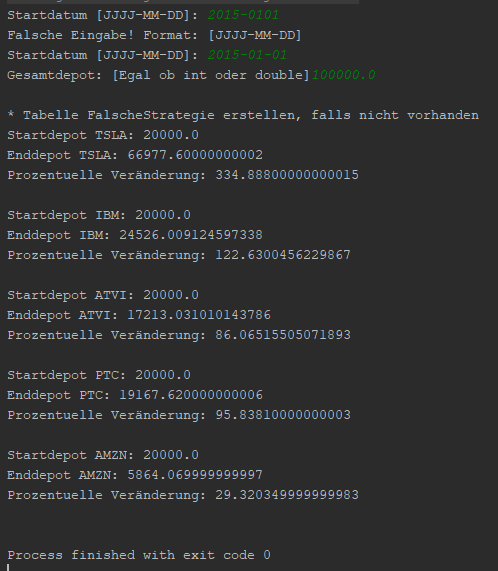 Startdatum [JJJJ-MM-DD]: 2015-0101
Falsche Eingabe! Format: [JJJJ-MM-DD]
Startdatum [JJJJ-MM-DD]: 2015-01-01
Gesamtdepot: [Egal ob int oder double]100000.0
* Tabelle FalscheStrategie erstellen, falls nicht vorhanden
Startdepot TSLA: 20000.0
Enddepot TSLA: 66977.60000000002
Prozentuelle Veränderung: 334.88800000000015
Startdepot IBM: 20000.0
Enddepot IBM: 24526.009124597338
Prozentuelle Veränderung: 122.6300456229867
Startdepot ATVI: 20000.0
Enddepot ATVI: 17213.031010143786
Prozentuelle Veränderung: 86.06515505071893
Startdepot PTC: 20000.0
Enddepot PTC: 19167.620000000006
Prozentuelle Veränderung: 95.83810000000003
Startdepot AMZN: 20000.0
Enddepot AMZN: 5864.069999999997
Prozentuelle Veränderung: 29.320349999999983
Process finished with exit code 0